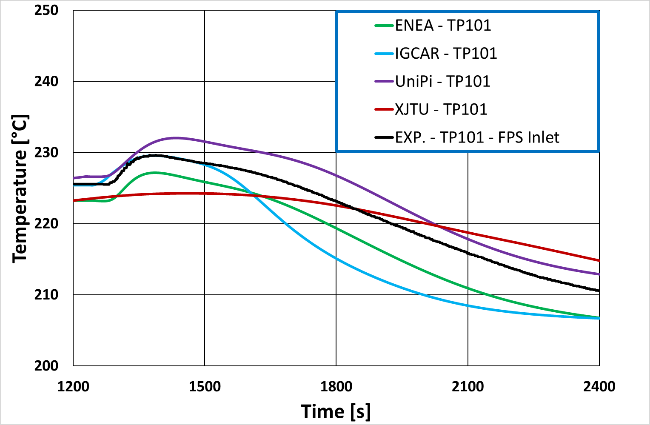 250
240
230
220
210
200
Temperature [°C]
ENEA - TP101
IGCAR - TP101
UniPi - TP101
XJTU - TP101
EXP. - TP101 - FPS Inlet
1200
1500
1800
2100
2400
Time [s]